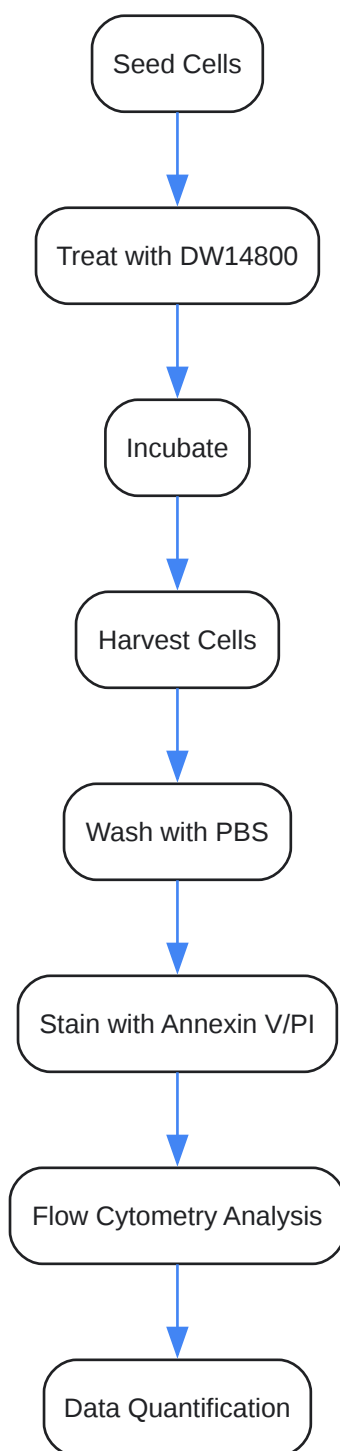 Seed Cells
Treat with DW14800
Incubate
Harvest Cells
Wash with PBS
Stain with Annexin V/PI
Flow Cytometry Analysis
Data Quantification